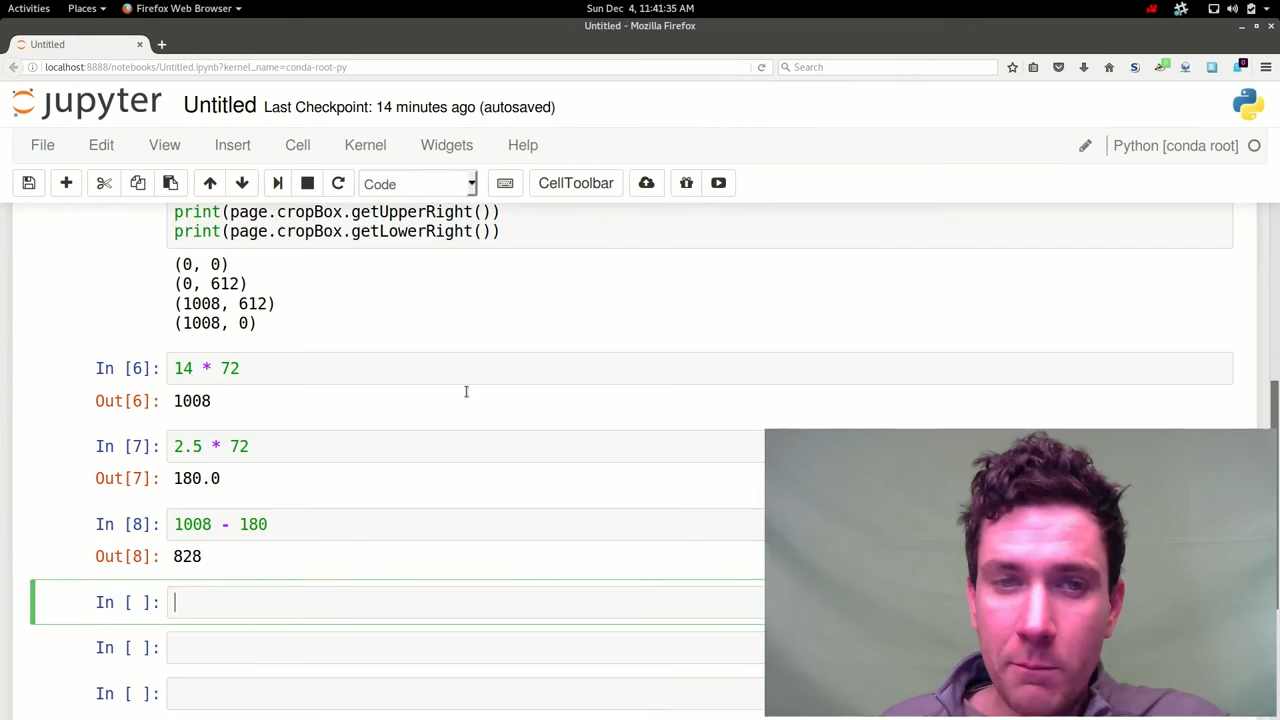 Activities Places Firefox Web Browser Sun Dec 4, 11:41:35 AM
Untitled - Mozilla Firefox
Untitled
localhost:8888/notebooks/Untitled.ipynb?kernel_name=conda-root-py Search
jupyter Untitled Last Checkpoint: 14 minutes ago (autosaved)
File Edit View Insert Cell Kernel Widgets Help Python [conda root]
Code CellToolbar
print(page.cropBox.getUpperRight())
print(page.cropBox.getLowerRight())
(0, 0)
(0, 612)
(1008, 612)
(1008, 0)
In [6]: 14 * 72
Out[6]: 1008
In [7]: 2.5 * 72
Out[7]: 180.0
In [8]: 1008 - 180
Out[8]: 828
In [ ]:
In [ ]:
In [ ]: